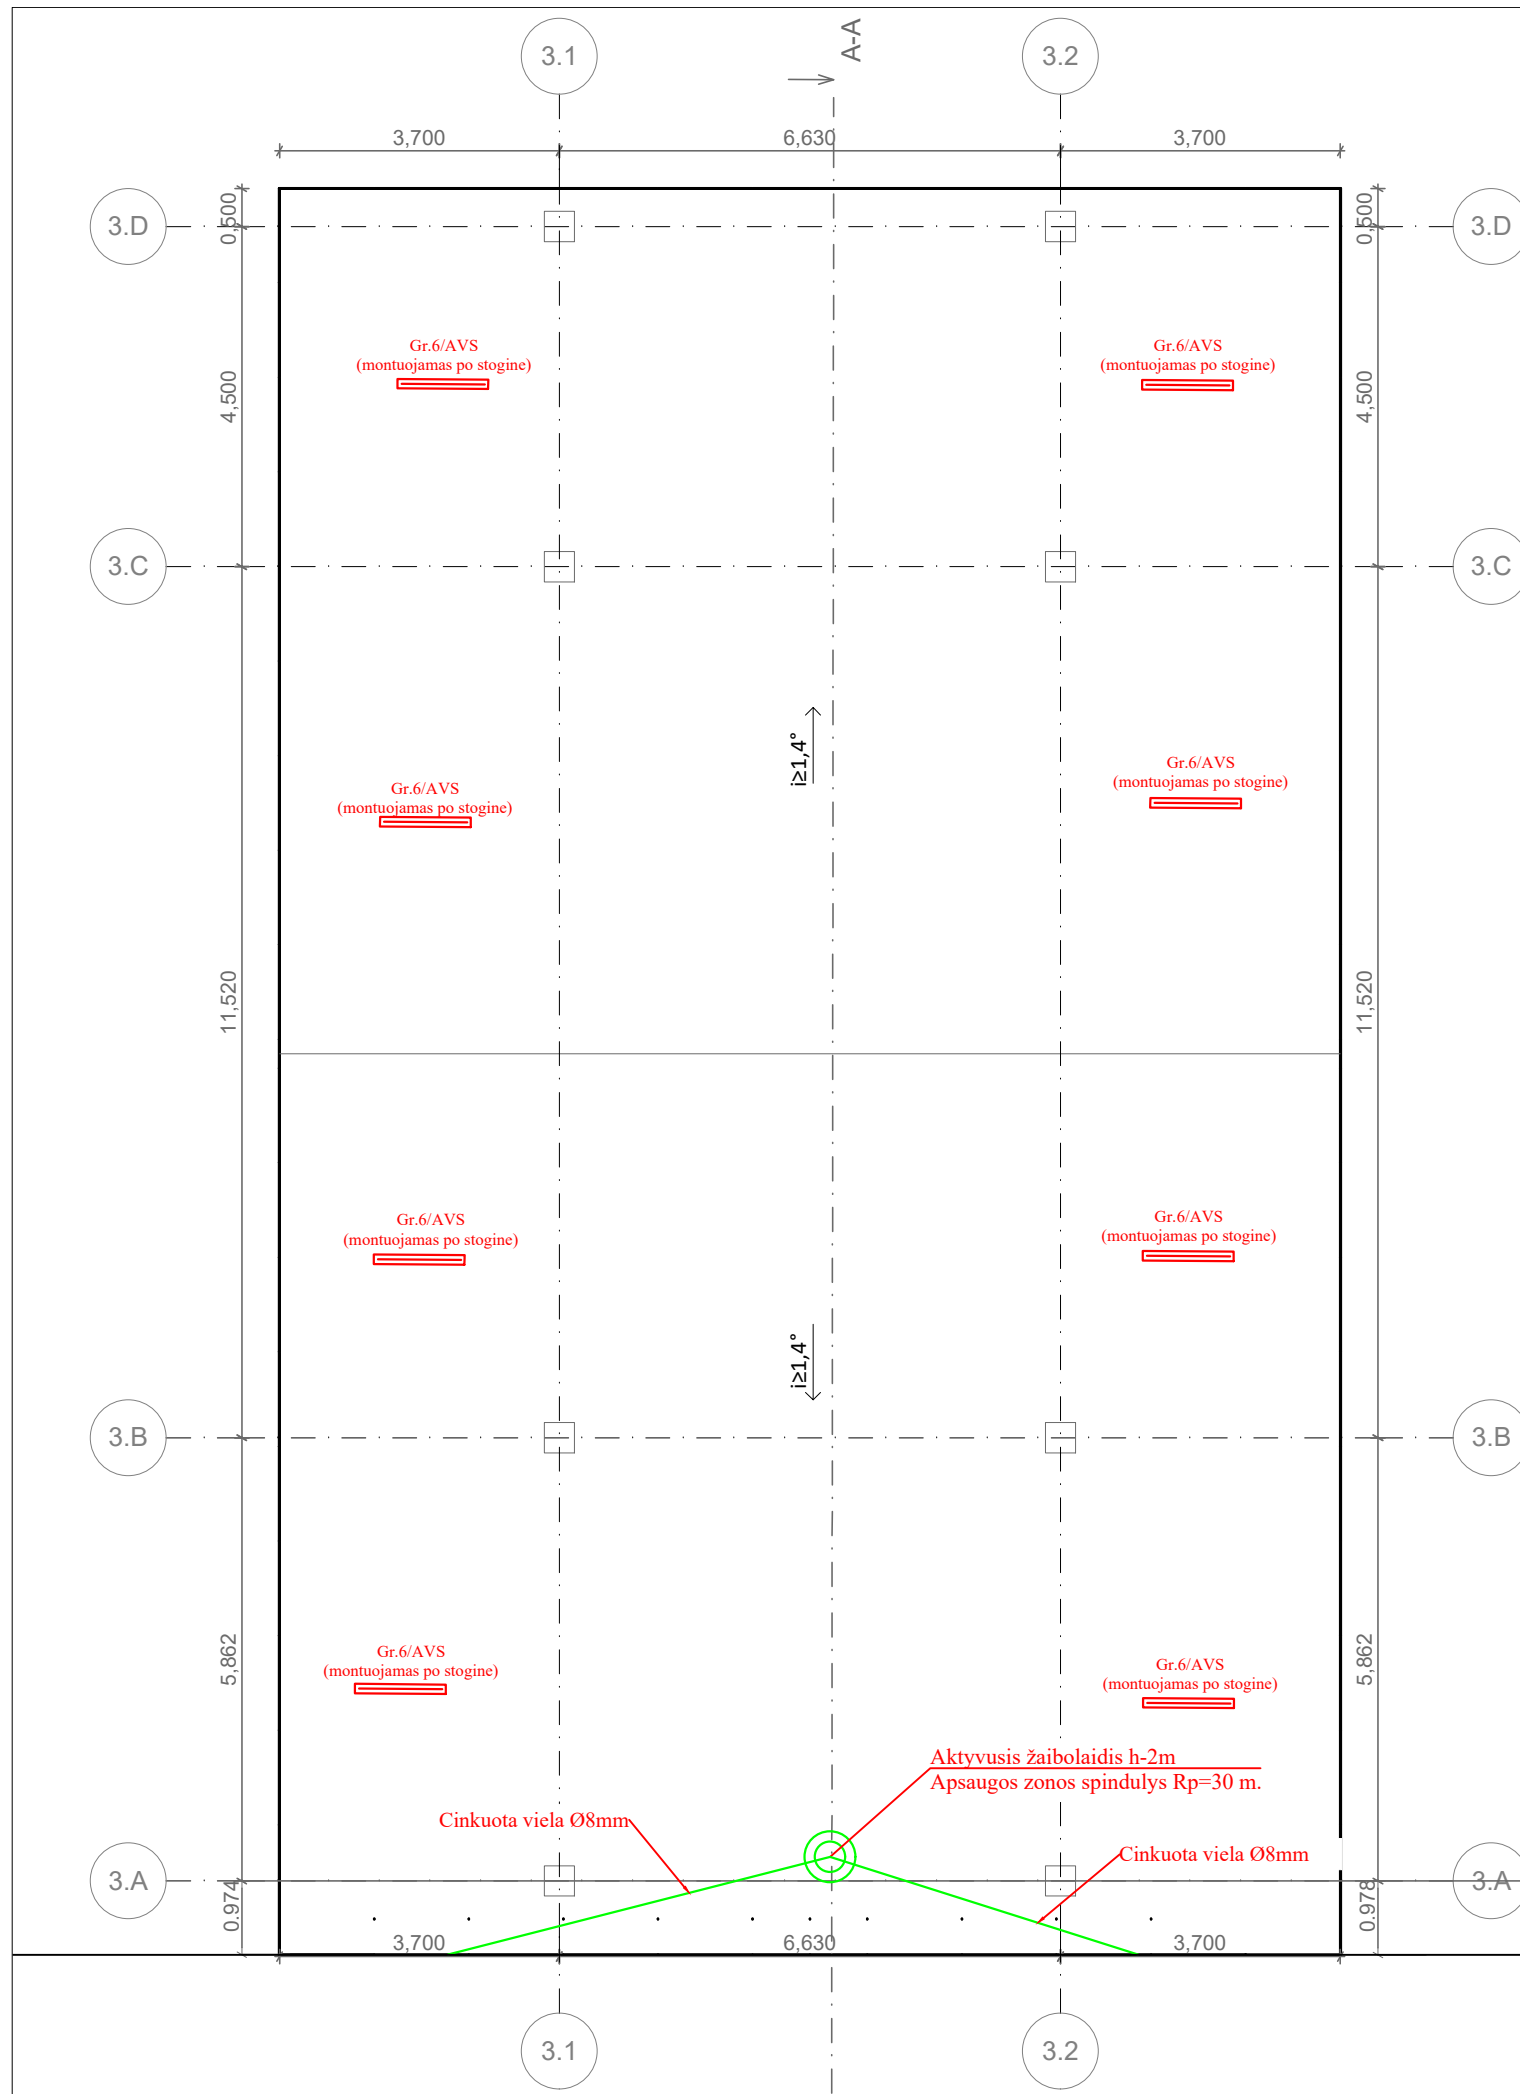 A-A
3.1
3.2
3,700
6,630
3,700
0,500
0,500
3.D
3.D
Gr.6/AVS
(montuojamas po stogine)
Gr.6/AVS
(montuojamas po stogine)
4,500
4,500
3.C
3.C
i≥1,4°
Gr.6/AVS
(montuojamas po stogine)
Gr.6/AVS
(montuojamas po stogine)
11,520
11,520
Gr.6/AVS
(montuojamas po stogine)
Gr.6/AVS
(montuojamas po stogine)
i≥1,4°
3.B
3.B
5,862
5,862
Gr.6/AVS
(montuojamas po stogine)
Gr.6/AVS
(montuojamas po stogine)
Aktyvusis žaibolaidis h-2m
Apsaugos zonos spindulys Rp=30 m.
Cinkuota viela Ø8mm
Cinkuota viela Ø8mm
3.A
3.A
0.974
0.978
3,700
6,630
3,700
3.1
3.2